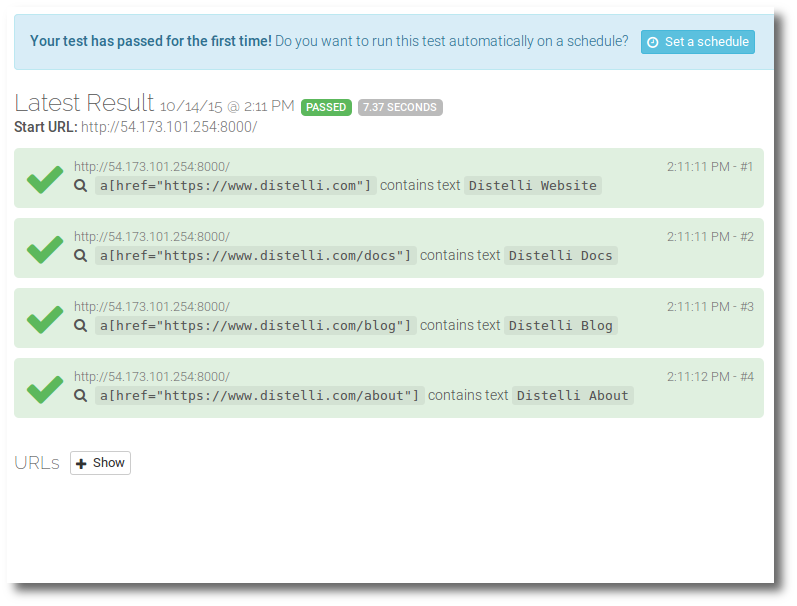 Your test has passed for the first time! Do you want to run this test automatically on a schedule? Set a schedule
Latest Result 10/14/15 @ 2:11 PM PASSED 7.37 SECONDS
Start URL: http://54.173.101.254:8000/
http://54.173.101.254:8000/ 2:11:11 PM - #1
a[href="https://www.distelli.com"] contains text Distelli Website
http://54.173.101.254:8000/ 2:11:11 PM - #2
a[href="https://www.distelli.com/docs"] contains text Distelli Docs
http://54.173.101.254:8000/ 2:11:11 PM - #3
a[href="https://www.distelli.com/blog"] contains text Distelli Blog
http://54.173.101.254:8000/ 2:11:12 PM - #4
a[href="https://www.distelli.com/about"] contains text Distelli About
URLs + Show